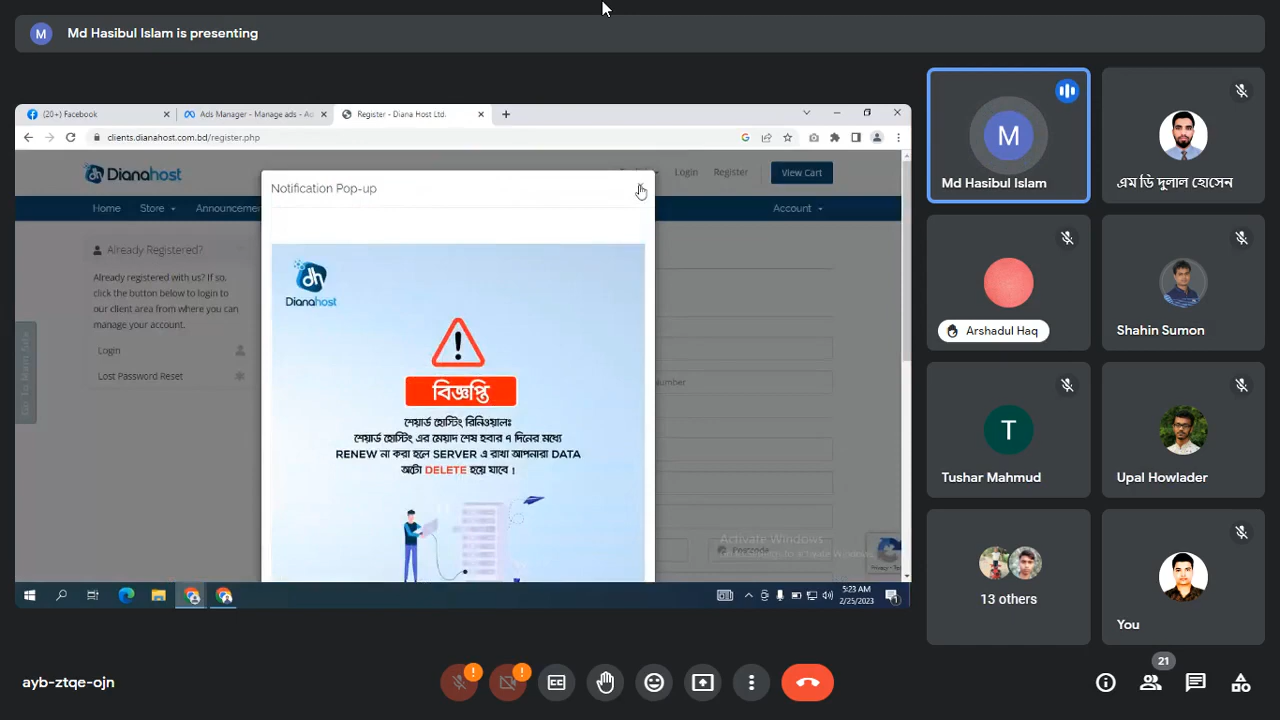 Md Hasibul Islam is presenting
M
(20+) Facebook
Ads Manager - Manage ads - Ad
Register - Diana Host Ltd.
clients.dianahost.com.bd/register.php
Dianahost
Login
Register
View Cart
Home
Store
Announcemen
Account
Notification Pop-up
Already Registered?
Already registered with us? If so,
click the button below to login to
our client area from where you can
manage your account.
Login
Lost Password Reset
dh
Dianahost
বিজ্ঞপ্তি
শেয়ার্ড হোস্টিং রিনিওয়ালঃ
শেয়ার্ড হোস্টিং এর মেয়াদ শেষ হবার ৭ দিনের মধ্যে
RENEW না করা হলে SERVER এ রাখা আপনারা DATA
অটো DELETE হয়ে যাবে !
umber
Postcode
Activate Windows
5:23 AM
2/25/2023
M
Md Hasibul Islam
এম ডি দুলাল হোসেন
Arshadul Haq
Shahin Sumon
T
Tushar Mahmud
Upal Howlader
13 others
You
ayb-ztqe-ojn
21